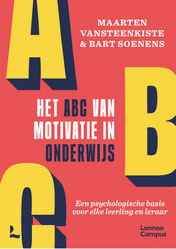 MAARTEN
VANSTEENKISTE
& BART SOENENS
A
B
C
HET ABC VAN
MOTIVATIE IN
ONDERWIJS
Een psychologische basis
voor elke leerling en leraar
Lannoo
Campus